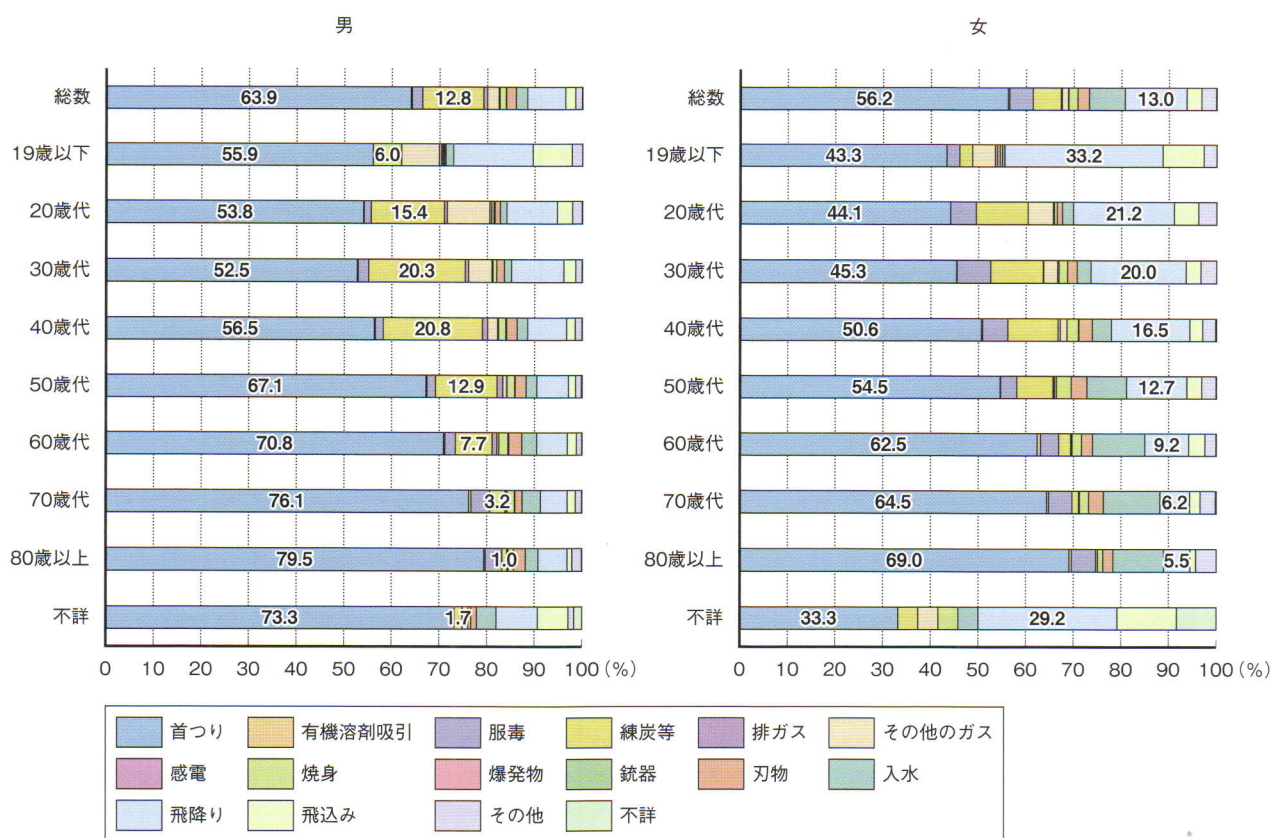 男
総数 63.9 12.8
19歳以下 55.9 6.0
20歳代 53.8 15.4
30歳代 52.5 20.3
40歳代 56.5 20.8
50歳代 67.1 12.9
60歳代 70.8 7.7
70歳代 76.1 3.2
80歳以上 79.5 1.0
不詳 73.3 1.7
0 10 20 30 40 50 60 70 80 90 100 (%)
女
総数 56.2 13.0
19歳以下 43.3 33.2
20歳代 44.1 21.2
30歳代 45.3 20.0
40歳代 50.6 16.5
50歳代 54.5 12.7
60歳代 62.5 9.2
70歳代 64.5 6.2
80歳以上 69.0 5.5
不詳 33.3 29.2
0 10 20 30 40 50 60 70 80 90 100 (%)
首つり 有機溶剤吸引 服毒 練炭等 排ガス その他のガス
感電 焼身 爆発物 銃器 刃物 入水
飛降り 飛込み その他 不詳